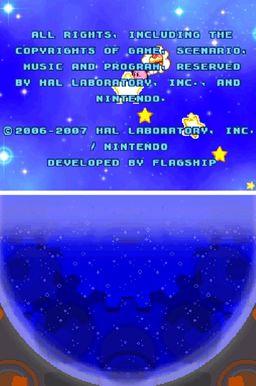 ALL RIGHTS, INCLUDING THE
COPYRIGHTS OF GAME, SCENARIO,
MUSIC AND PROGRAM, RESERVED
BY HAL LABORATORY, INC., AND
NINTENDO.
©2006-2007 HAL LABORATORY, INC.
/ NINTENDO
DEVELOPED BY FLAGSHIP